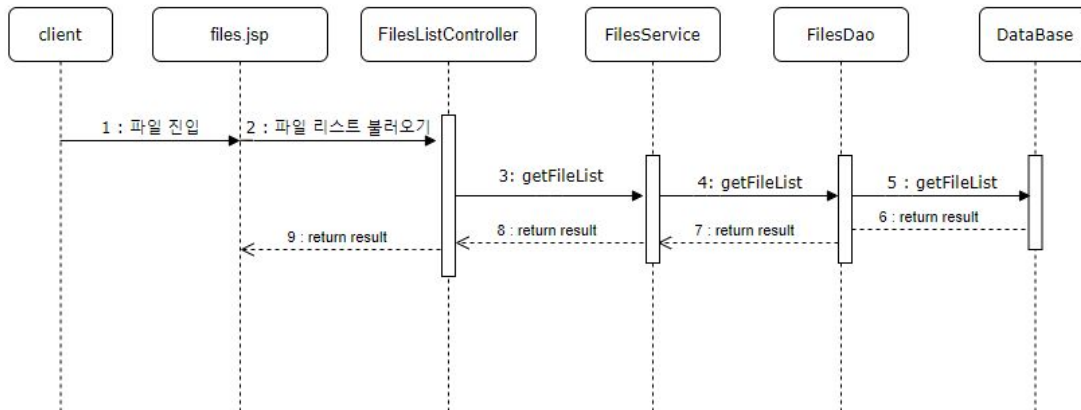 client
files.jsp
FilesListController
FilesService
FilesDao
DataBase
1 : 파일 진입
2 : 파일 리스트 불러오기
3: getFileList
4: getFileList
5 : getFileList
6 : return result
7 : return result
8 : return result
9 : return result